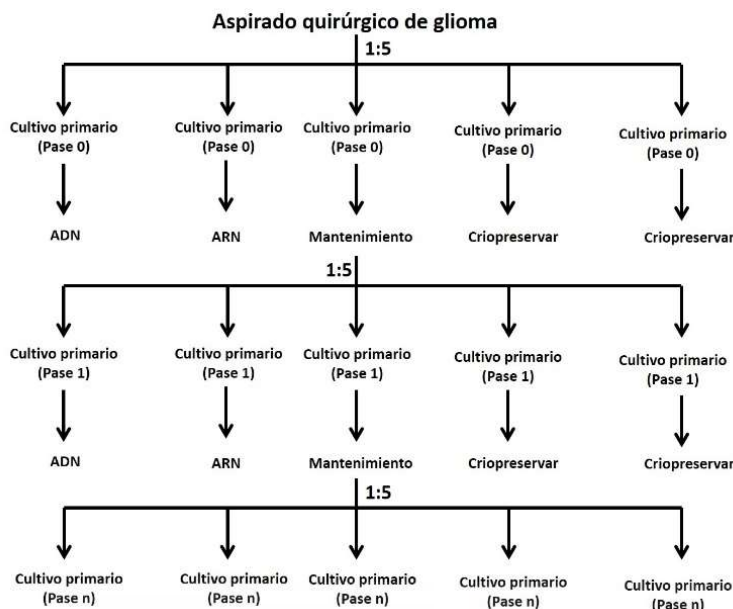 Aspirado quirúrgico de glioma
1:5
Cultivo primario
(Pase 0)
Cultivo primario
(Pase 0)
Cultivo primario
(Pase 0)
Cultivo primario
(Pase 0)
Cultivo primario
(Pase 0)
ADN
ARN
Mantenimiento
Criopreservar
Criopreservar
1:5
Cultivo primario
(Pase 1)
Cultivo primario
(Pase 1)
Cultivo primario
(Pase 1)
Cultivo primario
(Pase 1)
Cultivo primario
(Pase 1)
ADN
ARN
Mantenimiento
Criopreservar
Criopreservar
1:5
Cultivo primario
(Pase n)
Cultivo primario
(Pase n)
Cultivo primario
(Pase n)
Cultivo primario
(Pase n)
Cultivo primario
(Pase n)